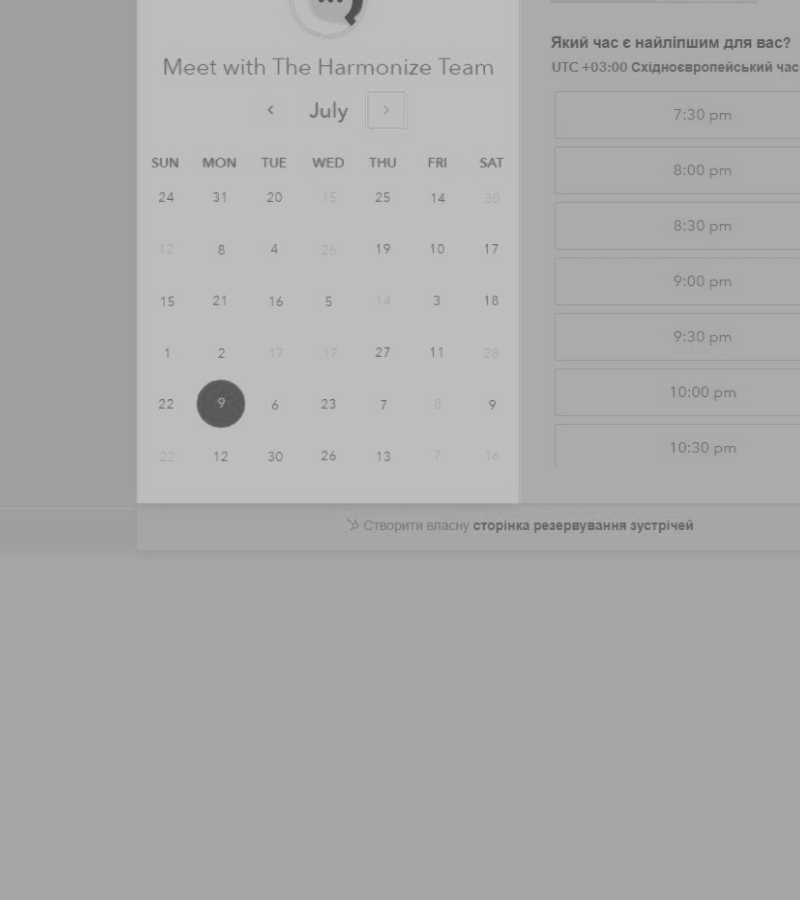 Meet with The Harmonize Team
July
SUN MON TUE WED THU FRI SAT
24 31 20 15 25 14 30
12 8 4 26 19 10 17
15 21 16 5 14 3 18
1 2 17 17 27 11 28
22 9 6 23 7 8 9
22 12 30 26 13 7 16
Який час є найліпшим для вас?
UTC +03:00 Східноєвропейський час
7:30 pm
8:00 pm
8:30 pm
9:00 pm
9:30 pm
10:00 pm
10:30 pm
Створити власну сторінка резервування зустрічей